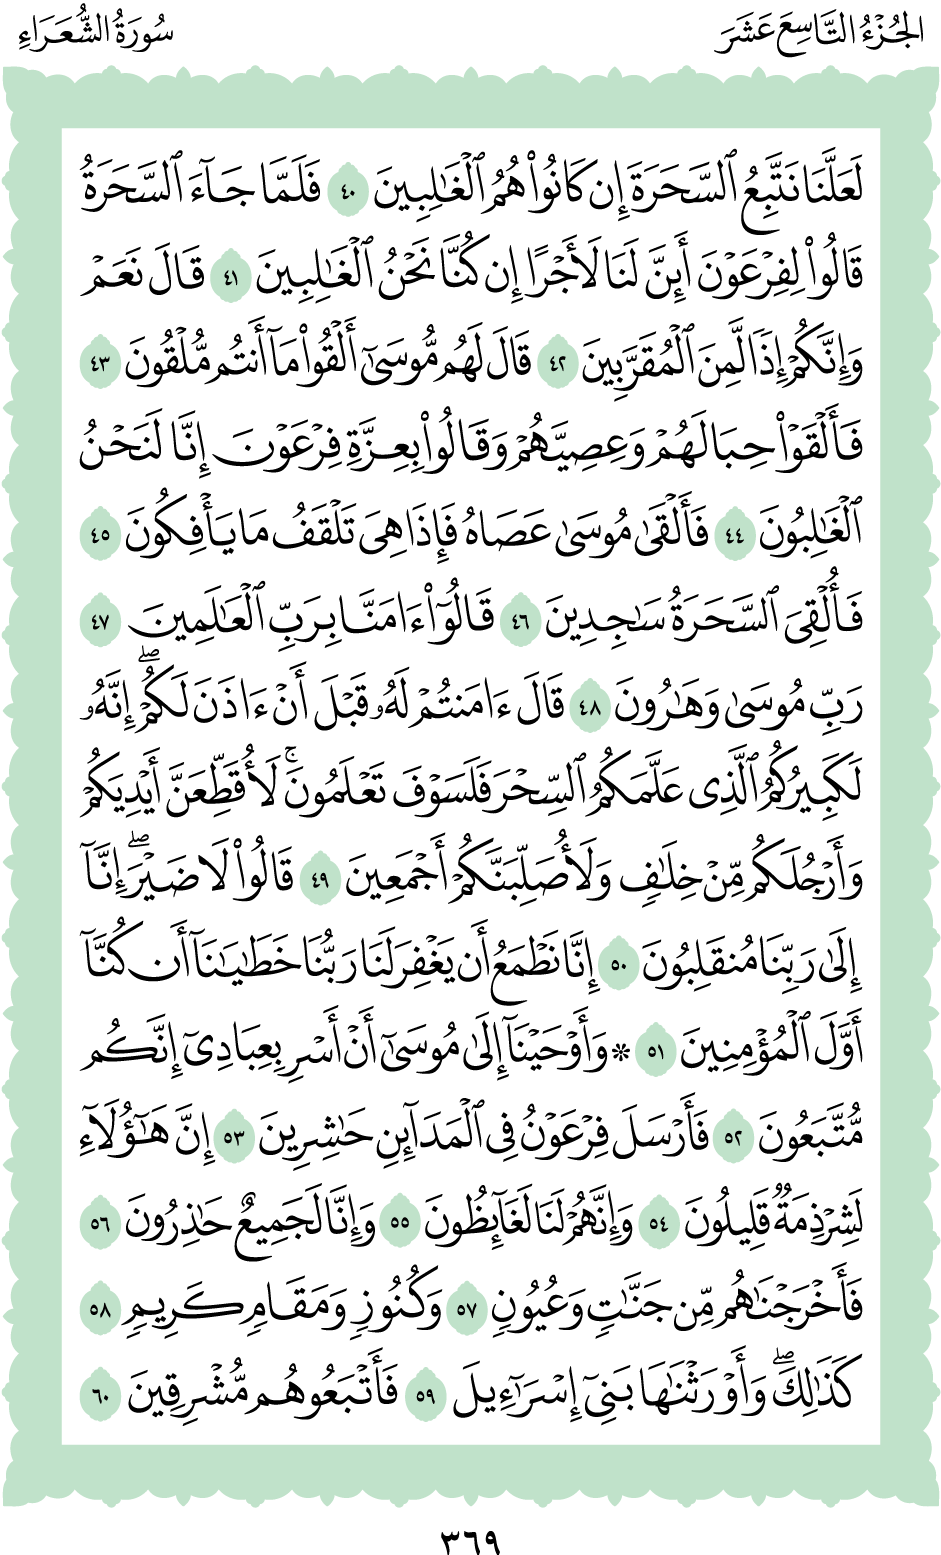 الجُزْءُ التَّاسِعَ عَشَرَ
سُورَةُ الشُّعَرَاءِ
لَعَلَّنَا نَتَّبِعُ ٱلسَّحَرَةَ إِن كَانُوا۟ هُمُ ٱلْغَٰلِبِينَ ٤٠ فَلَمَّا جَآءَ ٱلسَّحَرَةُ
قَالُوا۟ لِفِرْعَوْنَ أَئِنَّ لَنَا لَأَجْرًا إِن كُنَّا نَحْنُ ٱلْغَٰلِبِينَ ٤١ قَالَ نَعَمْ
وَإِنَّكُمْ إِذًا لَّمِنَ ٱلْمُقَرَّبِينَ ٤٢ قَالَ لَهُم مُّوسَىٰٓ أَلْقُوا۟ مَآ أَنتُم مُّلْقُونَ ٤٣
فَأَلْقَوْا۟ حِبَالَهُمْ وَعِصِيَّهُمْ وَقَالُوا۟ بِعِزَّةِ فِرْعَوْنَ إِنَّا لَنَحْنُ
ٱلْغَٰلِبُونَ ٤٤ فَأَلْقَىٰ مُوسَىٰ عَصَاهُ فَإِذَا هِىَ تَلْقَفُ مَا يَأْفِكُونَ ٤٥
فَأُلْقِىَ ٱلسَّحَرَةُ سَٰجِدِينَ ٤٦ قَالُوٓا۟ ءَامَنَّا بِرَبِّ ٱلْعَٰلَمِينَ ٤٧
رَبِّ مُوسَىٰ وَهَٰرُونَ ٤٨ قَالَ ءَامَنتُمْ لَهُۥ قَبْلَ أَنْ ءَاذَنَ لَكُمْ ۖ إِنَّهُۥ
لَكَبِيرُكُمُ ٱلَّذِى عَلَّمَكُمُ ٱلسِّحْرَ فَلَسَوْفَ تَعْلَمُونَ ۚ لَأُقَطِّعَنَّ أَيْدِيَكُمْ
وَأَرْجُلَكُم مِّنْ خِلَٰفٍ وَلَأُصَلِّبَنَّكُمْ أَجْمَعِينَ ٤٩ قَالُوا۟ لَا ضَيْرَ ۖ إِنَّآ
إِلَىٰ رَبِّنَا مُنقَلِبُونَ ٥٠ إِنَّا نَطْمَعُ أَن يَغْفِرَ لَنَا رَبُّنَا خَطَٰيَٰنَآ أَن كُنَّآ
أَوَّلَ ٱلْمُؤْمِنِينَ ٥١ * وَأَوْحَيْنَآ إِلَىٰ مُوسَىٰٓ أَنْ أَسْرِ بِعِبَادِىٓ إِنَّكُم
مُّتَّبَعُونَ ٥٢ فَأَرْسَلَ فِرْعَوْنُ فِى ٱلْمَدَآئِنِ حَٰشِرِينَ ٥٣ إِنَّ هَٰٓؤُلَآءِ
لَشِرْذِمَةٌ قَلِيلُونَ ٥٤ وَإِنَّهُمْ لَنَا لَغَآئِظُونَ ٥٥ وَإِنَّا لَجَمِيعٌ حَٰذِرُونَ ٥٦
فَأَخْرَجْنَٰهُم مِّن جَنَّٰتٍ وَعُيُونٍ ٥٧ وَكُنُوزٍ وَمَقَامٍ كَرِيمٍ ٥٨
كَذَٰلِكَ ۖ وَأَوْرَثْنَٰهَا بَنِىٓ إِسْرَٰٓءِيلَ ٥٩ فَأَتْبَعُوهُم مُّشْرِقِينَ ٦٠
٣٦٩